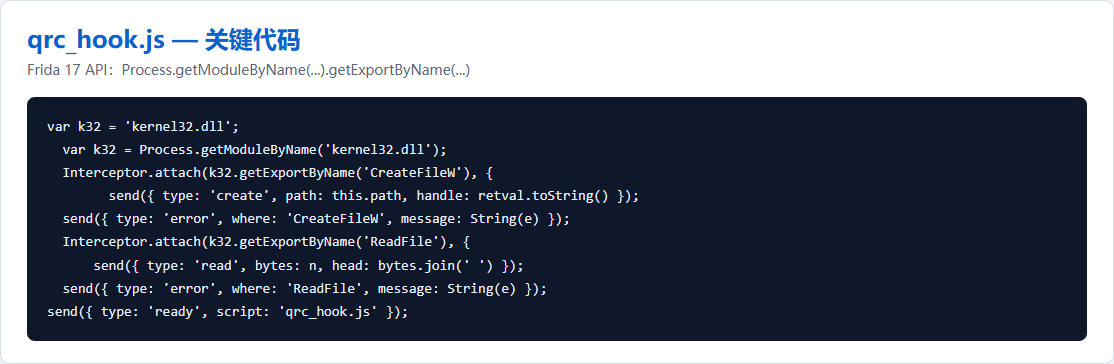 qrc_hook.js — 关键代码
Frida 17 API：Process.getModuleByName(...).getExportByName(...)
var k32 = 'kernel32.dll';
  var k32 = Process.getModuleByName('kernel32.dll');
  Interceptor.attach(k32.getExportByName('CreateFileW'), {
        send({ type: 'create', path: this.path, handle: retval.toString() });
  send({ type: 'error', where: 'CreateFileW', message: String(e) });
  Interceptor.attach(k32.getExportByName('ReadFile'), {
      send({ type: 'read', bytes: n, head: bytes.join(' ') });
  send({ type: 'error', where: 'ReadFile', message: String(e) });
send({ type: 'ready', script: 'qrc_hook.js' });